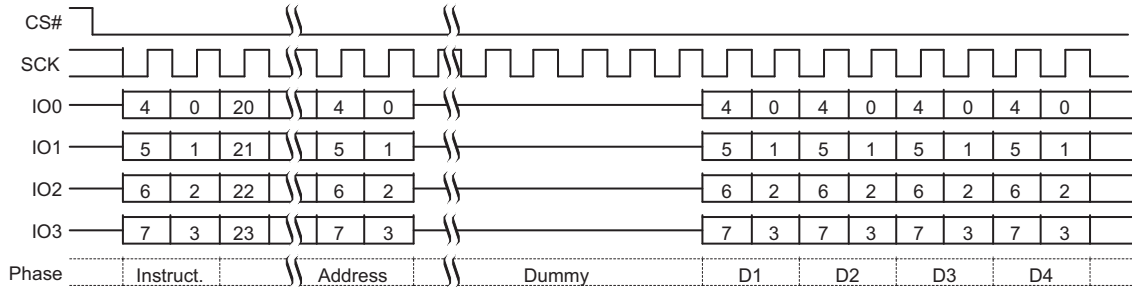 CS#
SCK
IO0 4 0 20 4 0 4 0 4 0 4 0 4 0
IO1 5 1 21 5 1 5 1 5 1 5 1 5 1
IO2 6 2 22 6 2 6 2 6 2 6 2 6 2
IO3 7 3 23 7 3 7 3 7 3 7 3 7 3
Phase Instruct. Address Dummy D1 D2 D3 D4